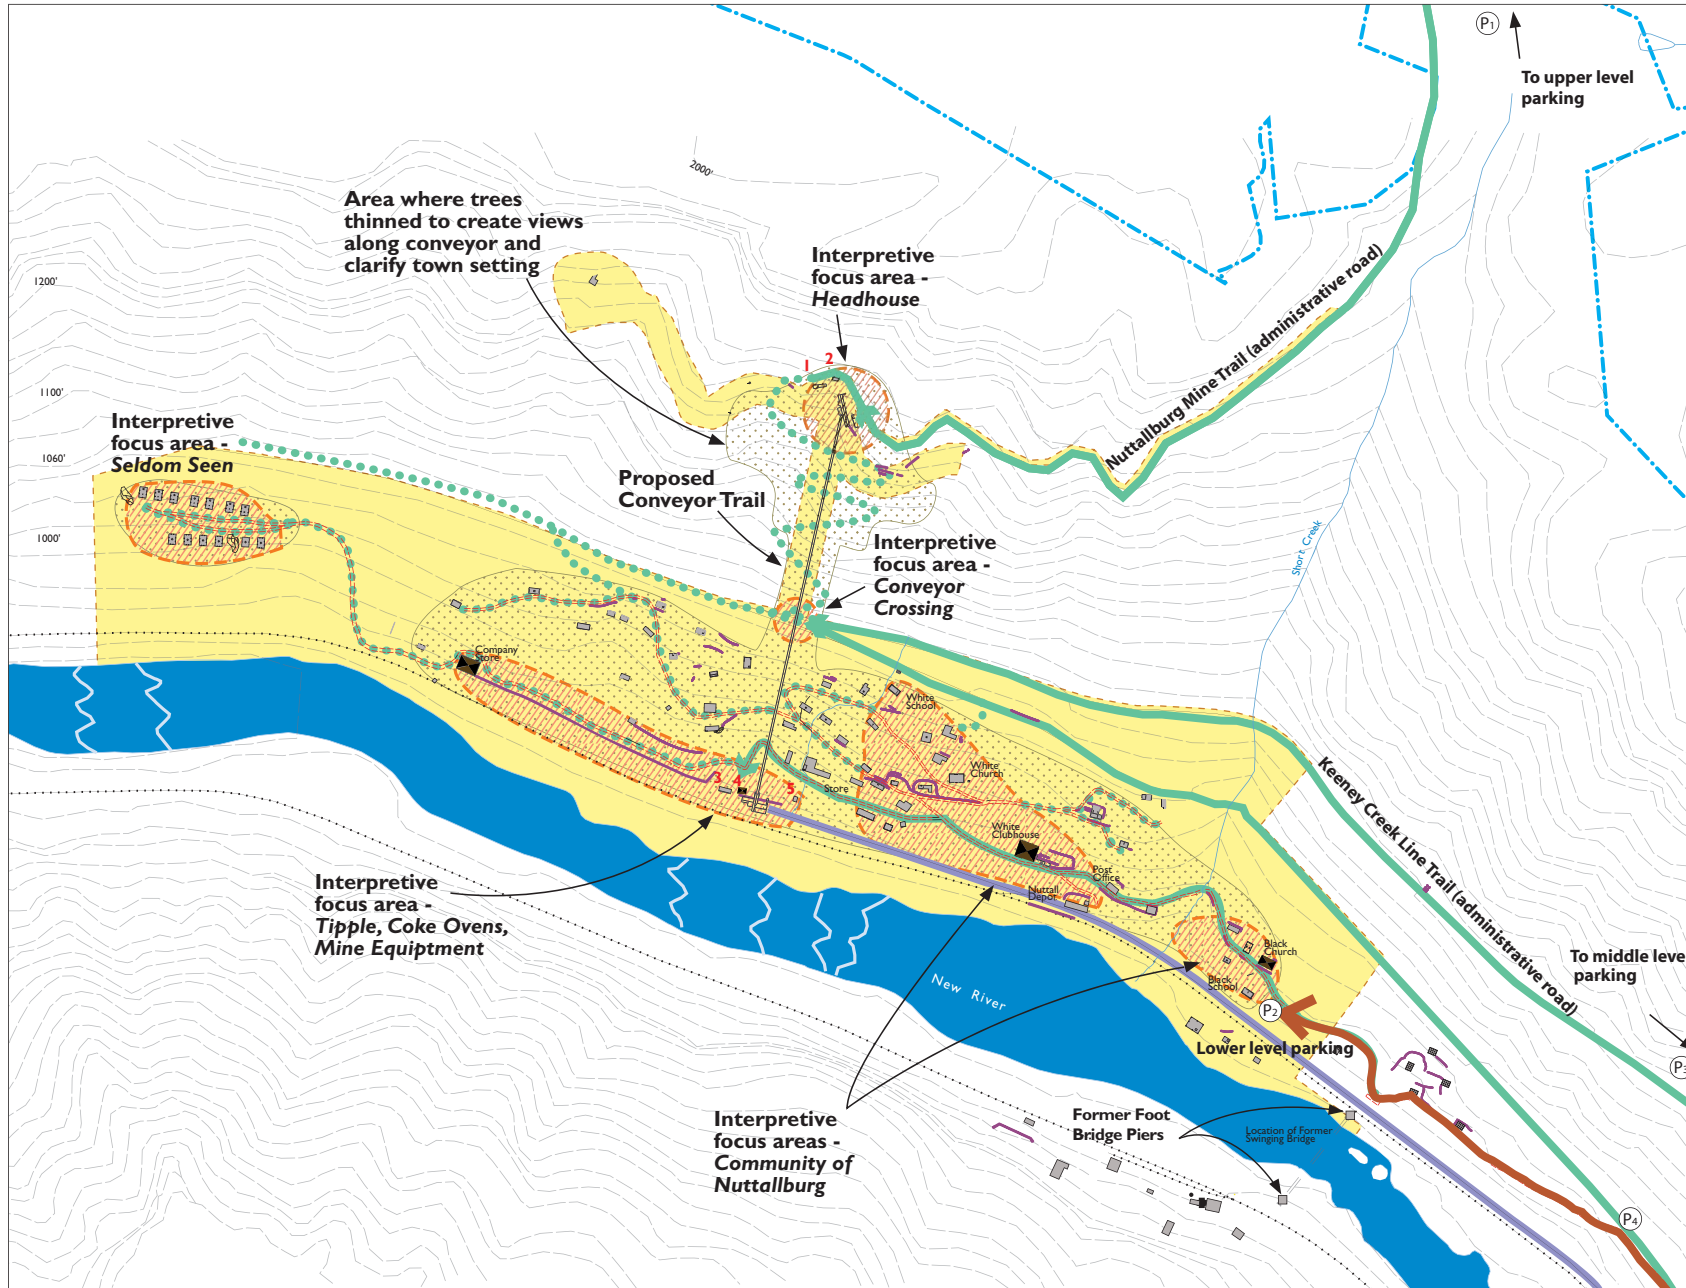 P1
To upper level
parking
2000'
Area where trees
thinned to create views
along conveyor and
clarify town setting
Interpretive
focus area -
Headhouse
1200'
Nuttallburg Mine Trail (administrative road)
1
2
1100'
Interpretive
focus area -
Seldom Seen
1060'
Proposed
Conveyor Trail
1000'
Interpretive
focus area -
Conveyor
Crossing
Short Creek
Company
Store
White
School
White
Church
3
4
5
Store
Keeney Creek Line Trail (administrative road)
White
Clubhouse
Post
Office
Nuttall
Depot
Interpretive
focus area -
Tipple, Coke Ovens,
Mine Equiptment
Black
Church
Black
School
To middle leve
parking
New River
P2
Lower level parking
P3
Interpretive
focus areas -
Community of
Nuttallburg
Former Foot
Bridge Piers
Location of Former
Swinging Bridge
P4